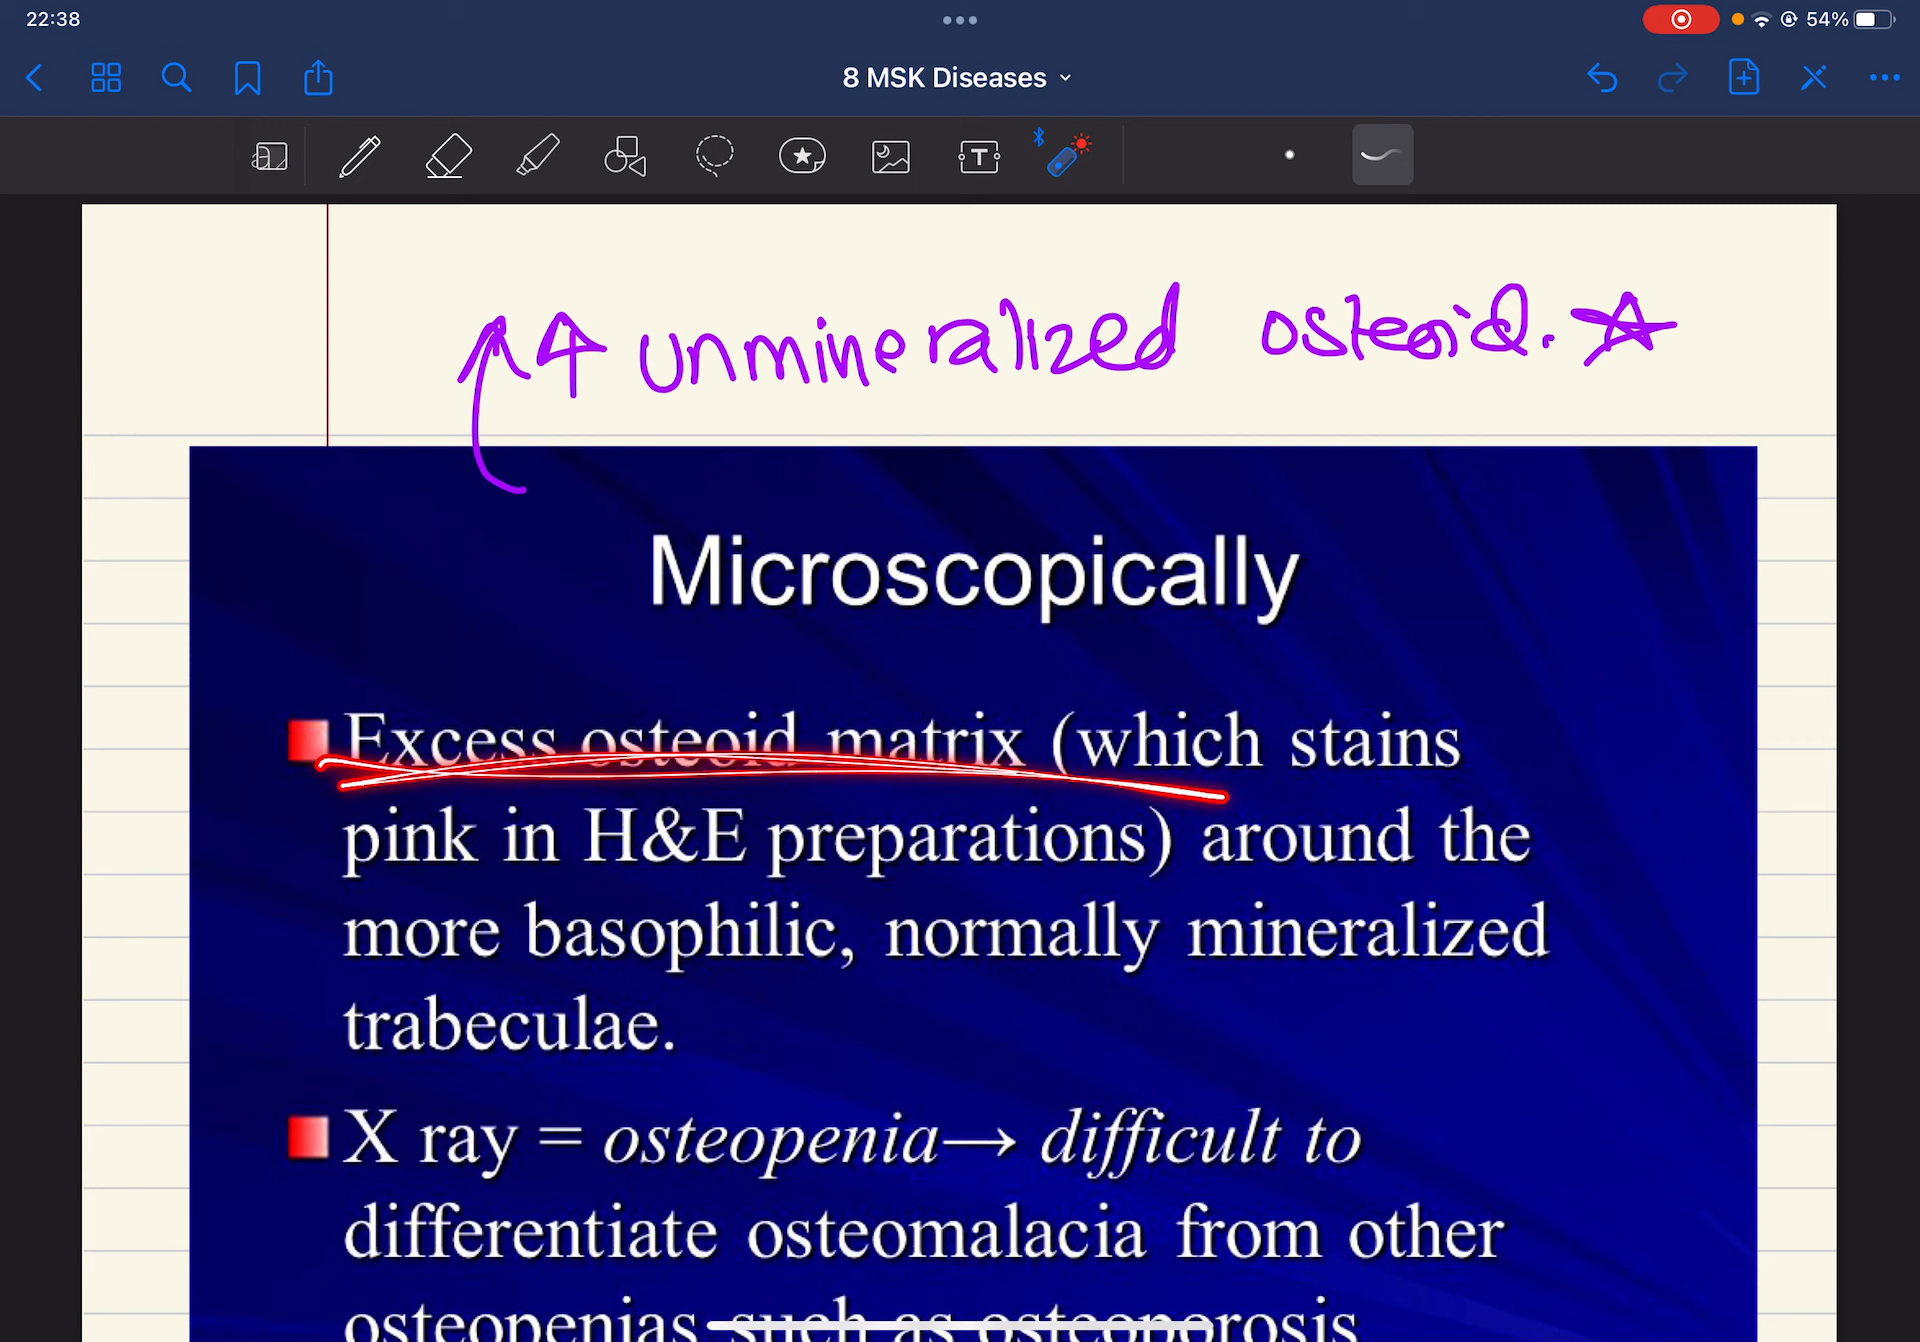 22:38
54%
8 MSK Diseases
T
↑ unmineralized osteoid. ☆
Microscopically
Excess osteoid matrix (which stains
pink in H&E preparations) around the
more basophilic, normally mineralized
trabeculae.
X ray = osteopenia→ difficult to
differentiate osteomalacia from other
osteopenias such as osteoporosis